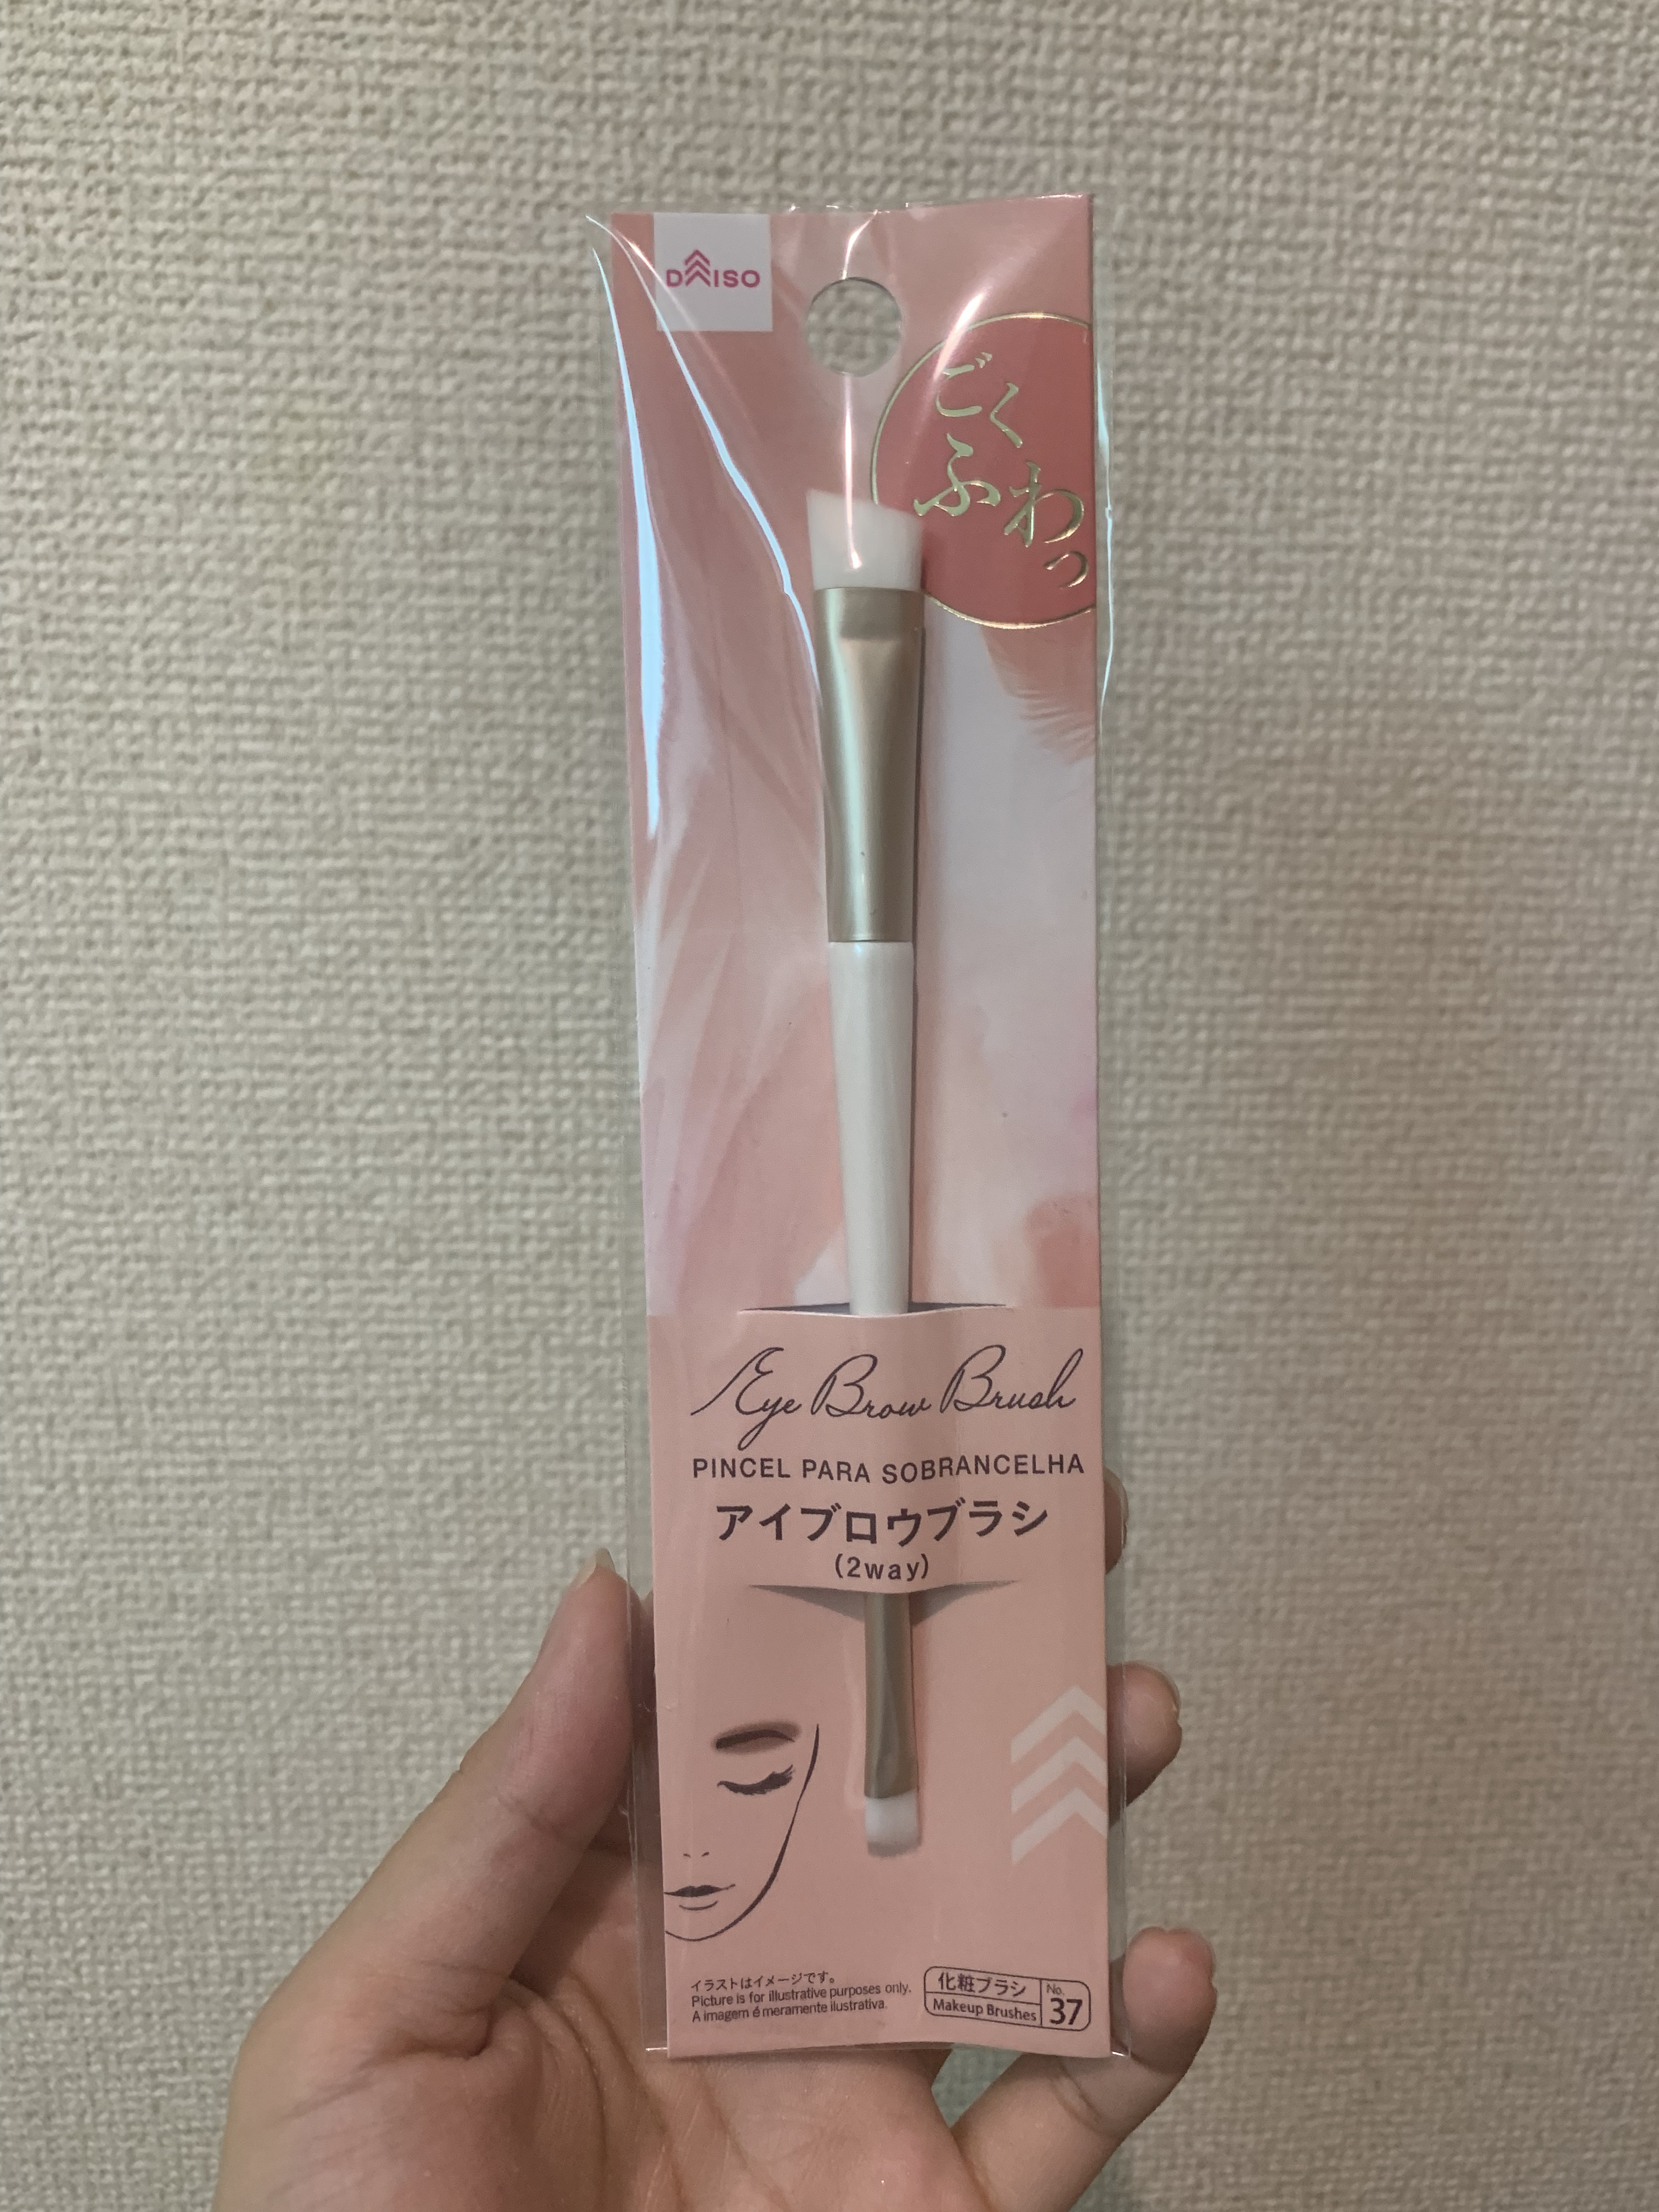 DAISO
ごく
ふわっ
Eye Brow Brush
PINCEL PARA SOBRANCELHA
アイブロウブラシ
(2way)
イラストはイメージです。
Picture is for illustrative purposes only.
A imagem é meramente ilustrativa.
化粧ブラシ
Makeup Brushes
No.
37